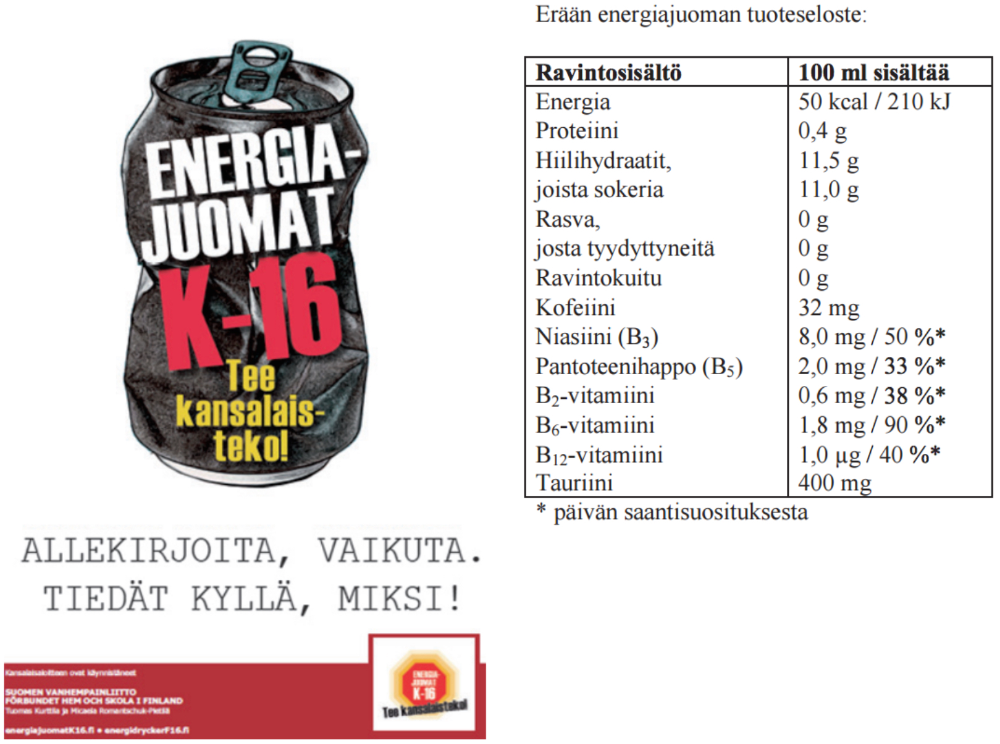 ENERGIA-
JUOMAT
K-16
Tee
kansalais-
teko!
ALLEKIRJOITA, VAIKUTA.
TIEDÄT KYLLÄ, MIKSI!
Kansalaisaloitteen ovat käynnistäneet
SUOMEN VANHEMPAINLIITTO
FÖRBUNDET HEM OCH SKOLA I FINLAND
Tuomas Kurttila ja Micaela Romantschuk-Pietilä
energiajuomatK16.fi • energidryckerF16.fi
ENERGIA-
JUOMAT
K-16
Tee kansalaisteko!
Erään energiajuoman tuoteseloste:
Ravintosisältö 100 ml sisältää
Energia 50 kcal / 210 kJ
Proteiini 0,4 g
Hiilihydraatit, 11,5 g
joista sokeria 11,0 g
Rasva, 0 g
josta tyydyttyneitä 0 g
Ravintokuitu 0 g
Kofeiini 32 mg
Niasiini (B₃) 8,0 mg / 50 %*
Pantoteenihappo (B₅) 2,0 mg / 33 %*
B₂-vitamiini 0,6 mg / 38 %*
B₆-vitamiini 1,8 mg / 90 %*
B₁₂-vitamiini 1,0 µg / 40 %*
Tauriini 400 mg
* päivän saantisuosituksesta